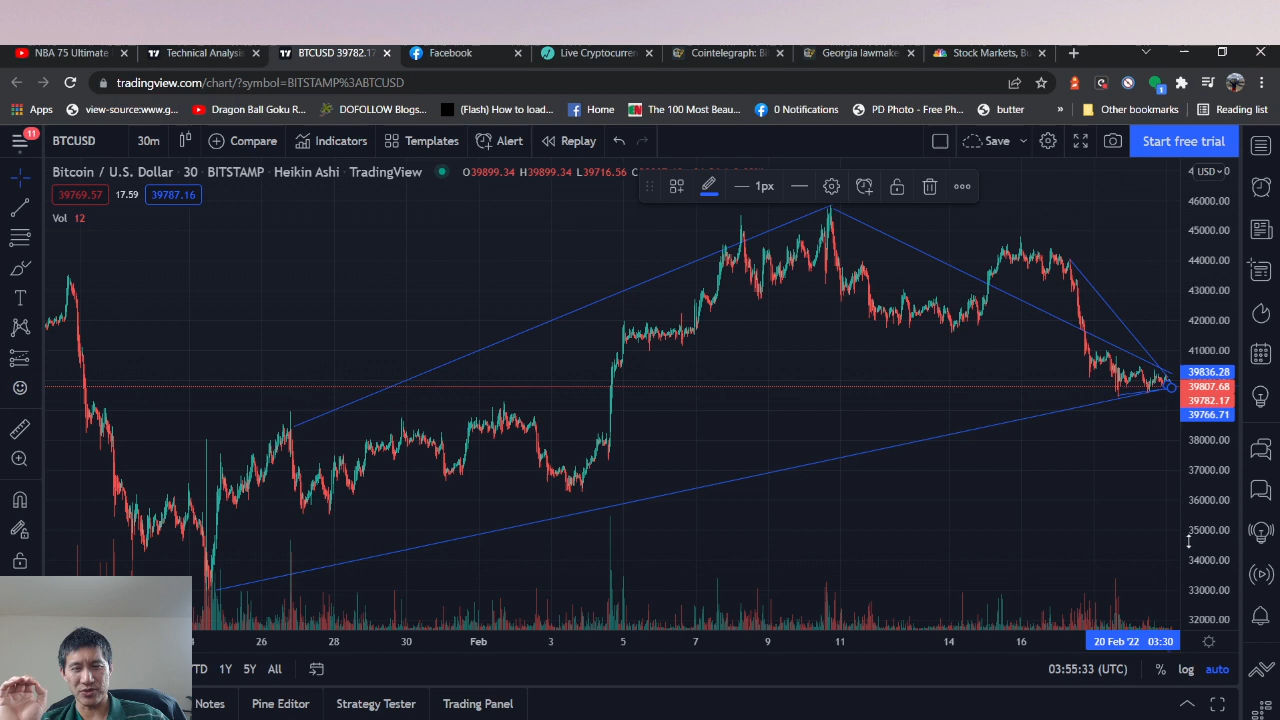 NBA 75 Ultimate
Technical Analysis
BTCUSD 39782.17
Facebook
Live Cryptocurren
Cointelegraph: Bi
Georgia lawmake
Stock Markets, Bu
tradingview.com/chart/?symbol=BITSTAMP%3ABTCUSD
1
Apps view-source:www.g... Dragon Ball Goku R... DOFOLLOW Blogs... (Flash) How to load... Home The 100 Most Beau... 0 Notifications PD Photo - Free Ph... butter » Other bookmarks Reading list
11
BTCUSD 30m Compare Indicators Templates Alert Replay Save Start free trial
Bitcoin / U.S. Dollar · 30 · BITSTAMP · Heikin Ashi · TradingView O39899.34 H39899.34 L39716.56
1px
USD
39769.57 17.59 39787.16
Vol 12
46000.00
45000.00
44000.00
43000.00
42000.00
41000.00
39836.28
39807.68
39782.17
39766.71
38000.00
37000.00
36000.00
35000.00
34000.00
33000.00
32000.00
26 28 30 Feb 3 5 7 9 11 14 16 20 Feb '22 03:30
TD 1Y 5Y All 03:55:33 (UTC) % log auto
Notes Pine Editor Strategy Tester Trading Panel